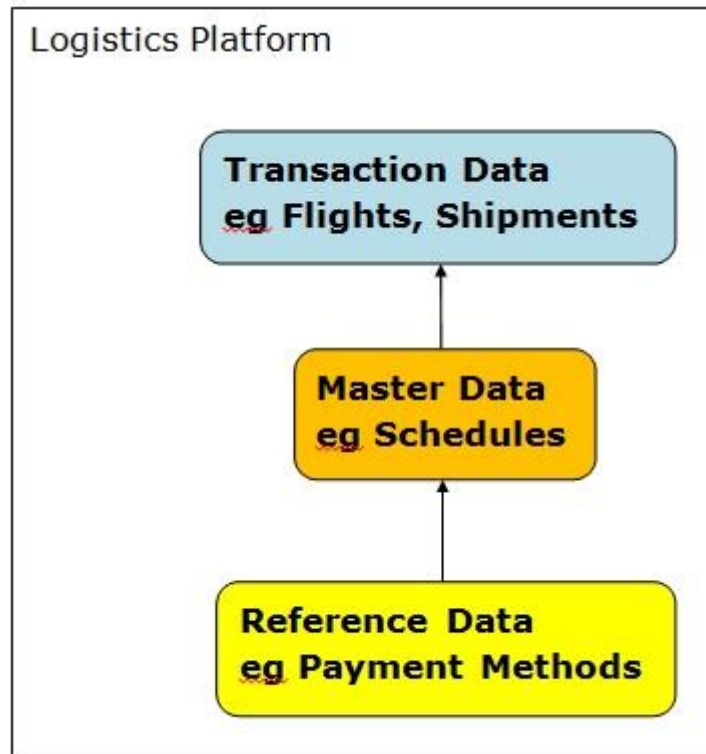 Logistics Platform
Transaction Data
eg Flights, Shipments
Master Data
eg Schedules
Reference Data
eg Payment Methods